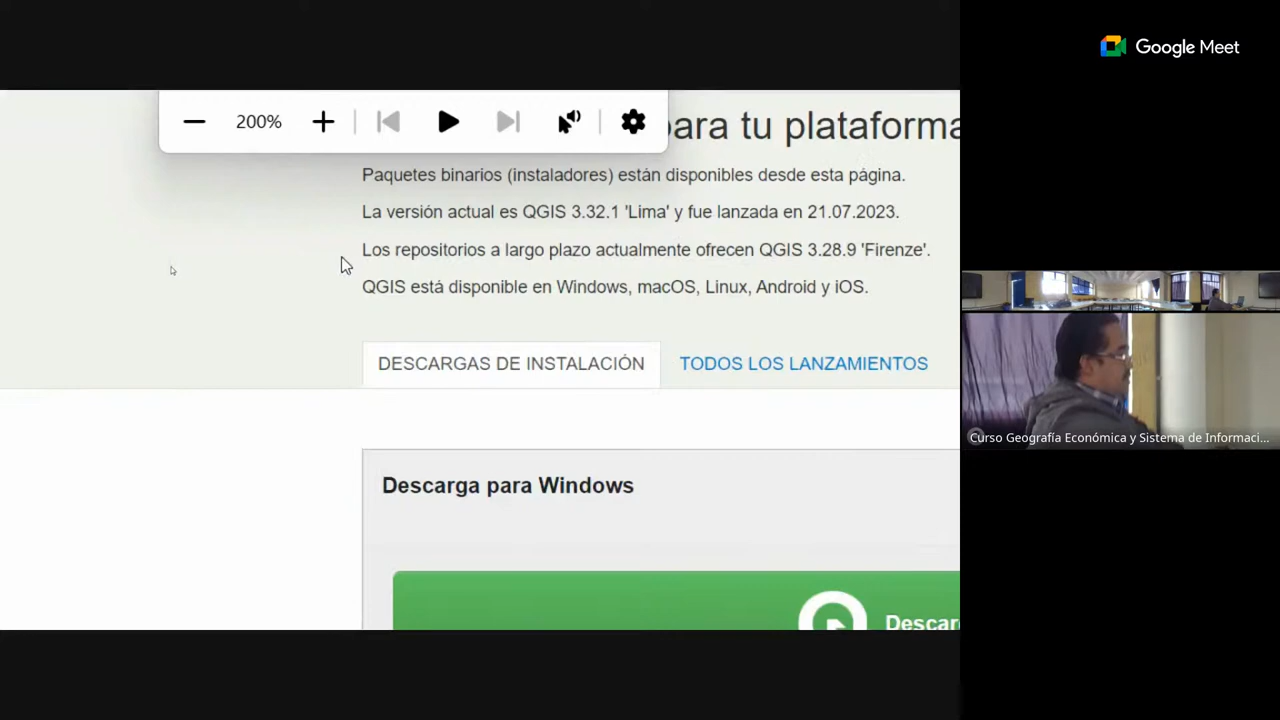 Google Meet
200%
para tu plataforma
Paquetes binarios (instaladores) están disponibles desde esta página.
La versión actual es QGIS 3.32.1 'Lima' y fue lanzada en 21.07.2023.
Los repositorios a largo plazo actualmente ofrecen QGIS 3.28.9 'Firenze'.
QGIS está disponible en Windows, macOS, Linux, Android y iOS.
DESCARGAS DE INSTALACIÓN TODOS LOS LANZAMIENTOS
Curso Geografía Económica y Sistema de Informaci...
Descarga para Windows
Descar